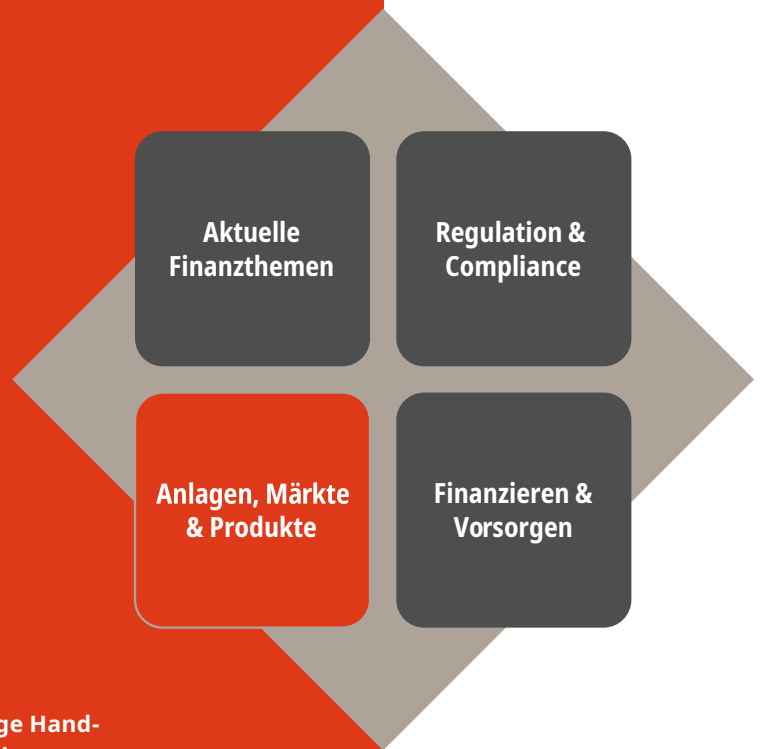 Aktuelle
Finanzthemen
Regulation &
Compliance
Anlagen, Märkte
& Produkte
Finanzieren &
Vorsorgen
ge Hand-